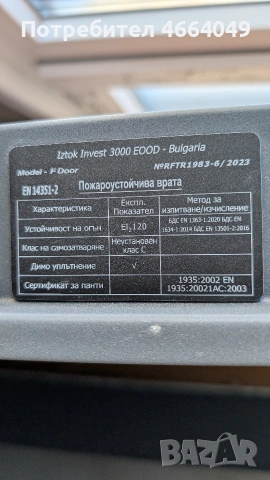 Потребител 4664049
Iztok Invest 3000 EOOD - Bulgaria
Model - F-Door
№RFTR1983-6/2023
EN 14351-2
Пожароустойчива врата
Характеристика
Експл. Показател
Метод за изпитване/изчисление
Устойчивост на огън
EI₂120
БДС EN 1363-1:2020 БДС EN 1634-1:2014 БДС EN 13501-2:2016
Клас на самозатваряне
Неустановен клас C
Димо уплътнение
√
Сертификат за панти
1935:2002 EN 1935:20021AC:2003
bazar